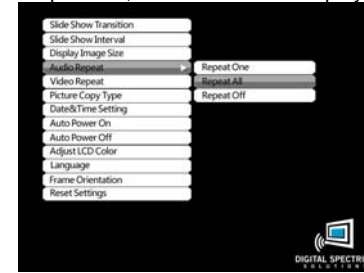 Slide Show Transition
Slide Show Interval
Display Image Size
Audio Repeat
Video Repeat
Picture Copy Type
Date&Time Setting
Auto Power On
Auto Power Off
Adjust LCD Color
Language
Frame Orientation
Reset Settings
Repeat One
Repeat All
Repeat Off
DIGITAL
SOLUTION